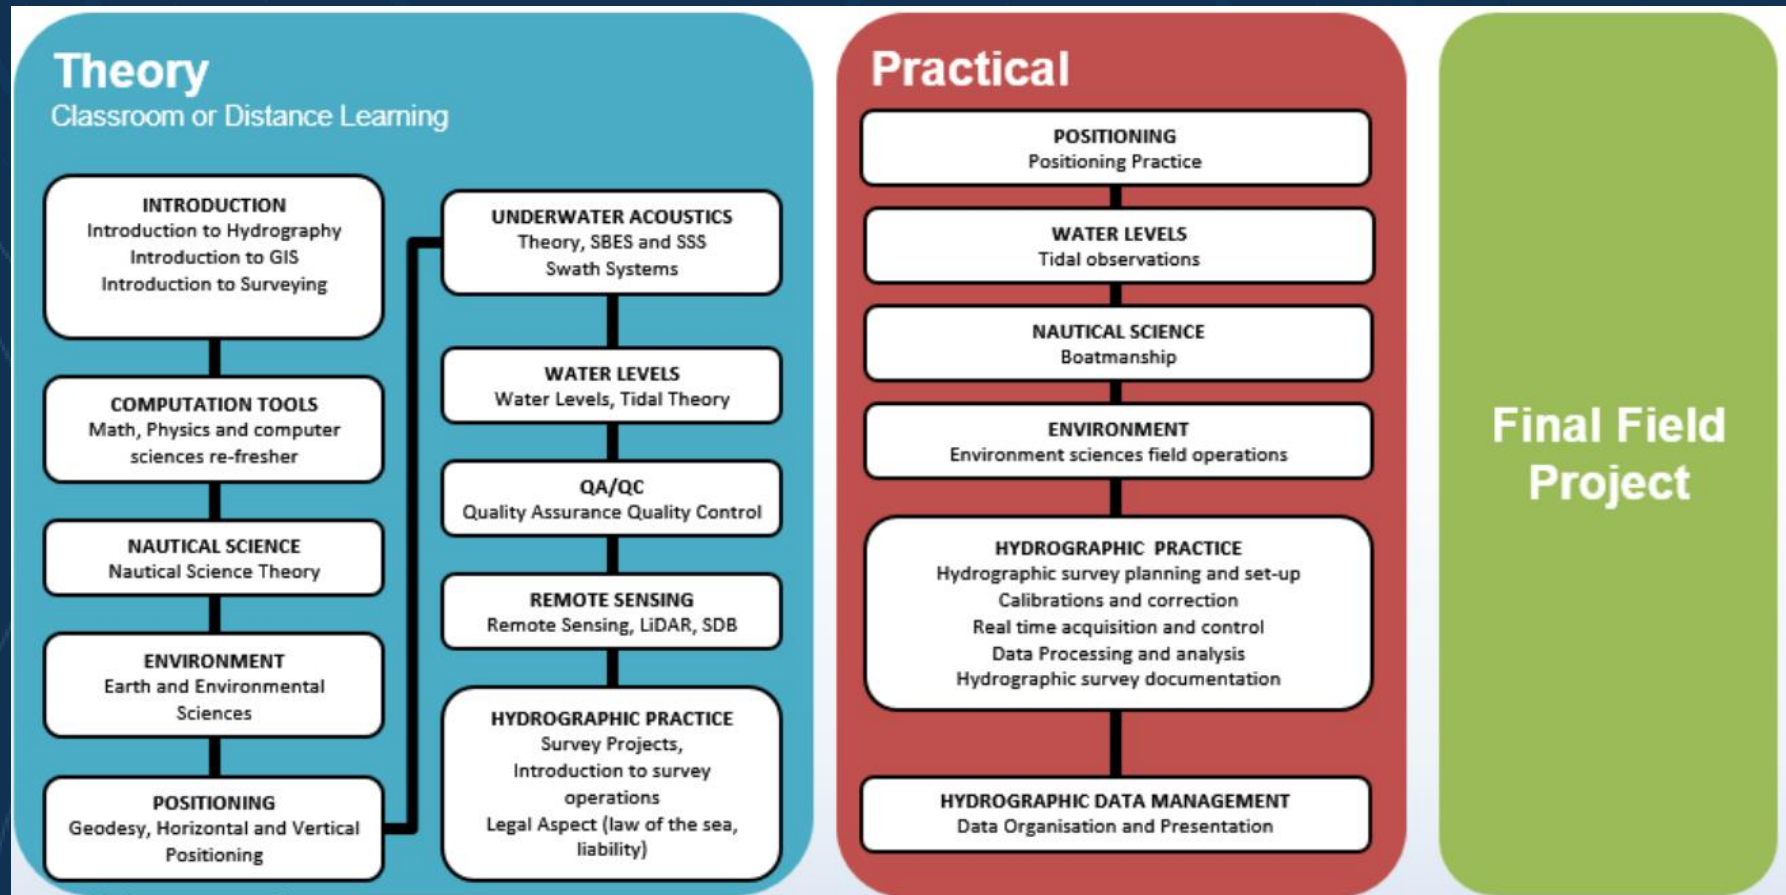 Theory
Classroom or Distance Learning
INTRODUCTION
Introduction to Hydrography
Introduction to GIS
Introduction to Surveying
COMPUTATION TOOLS
Math, Physics and computer
sciences re-fresher
NAUTICAL SCIENCE
Nautical Science Theory
ENVIRONMENT
Earth and Environmental
Sciences
POSITIONING
Geodesy, Horizontal and Vertical
Positioning
UNDERWATER ACOUSTICS
Theory, SBES and SSS
Swath Systems
WATER LEVELS
Water Levels, Tidal Theory
QA/QC
Quality Assurance Quality Control
REMOTE SENSING
Remote Sensing, LiDAR, SDB
HYDROGRAPHIC PRACTICE
Survey Projects,
Introduction to survey
operations
Legal Aspect (law of the sea,
liability)
Practical
POSITIONING
Positioning Practice
WATER LEVELS
Tidal observations
NAUTICAL SCIENCE
Boatmanship
ENVIRONMENT
Environment sciences field operations
HYDROGRAPHIC PRACTICE
Hydrographic survey planning and set-up
Calibrations and correction
Real time acquisition and control
Data Processing and analysis
Hydrographic survey documentation
HYDROGRAPHIC DATA MANAGEMENT
Data Organisation and Presentation
Final Field
Project